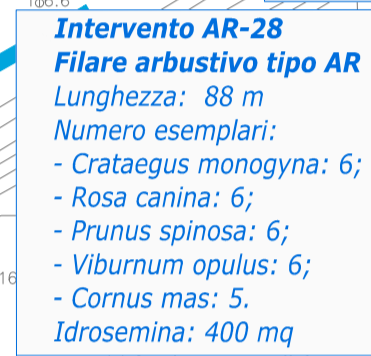 Intervento AR-28
Filare arbustivo tipo AR
Lunghezza:  88 m
Numero esemplari:
- Crataegus monogyna: 6;
- Rosa canina: 6;
- Prunus spinosa: 6;
- Viburnum opulus: 6;
- Cornus mas: 5.
Idrosemina: 400 mq